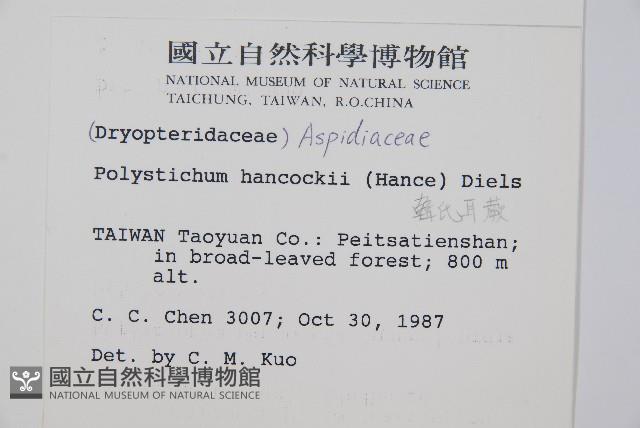 國立自然科學博物館
NATIONAL MUSEUM OF NATURAL SCIENCE
TAICHUNG, TAIWAN, R.O.CHINA
(Dryopteridaceae) Aspidiaceae
Polystichum hancockii (Hance) Diels
韓氏耳蕨
TAIWAN Taoyuan Co.: Peitsatienshan;
in broad-leaved forest; 800 m
alt.
C. C. Chen 3007; Oct 30, 1987
Det. by C. M. Kuo
國立自然科學博物館
NATIONAL MUSEUM OF NATURAL SCIENCE